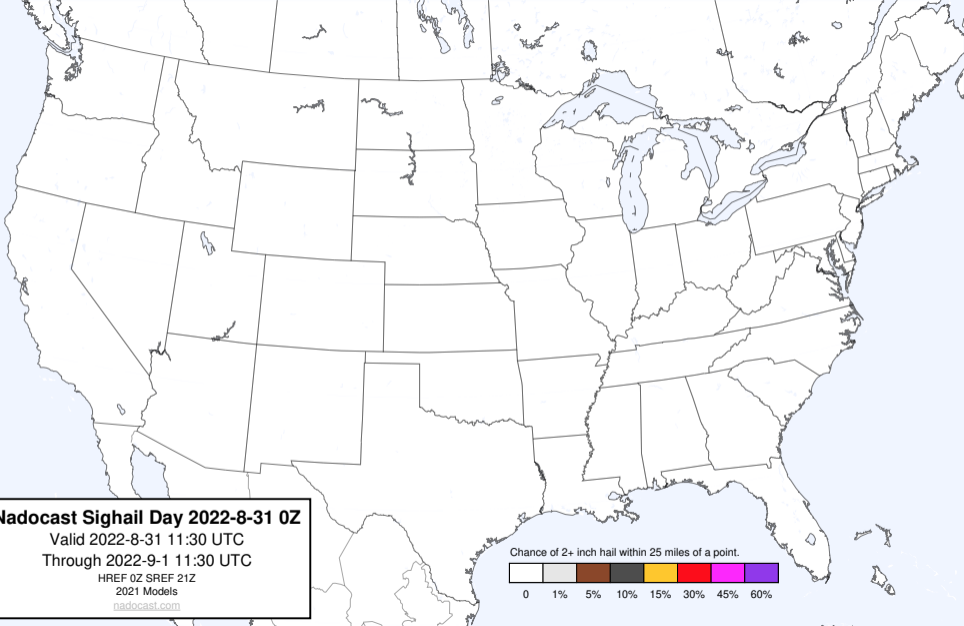 Nadocast Sighail Day 2022-8-31 0Z
Valid 2022-8-31 11:30 UTC
Through 2022-9-1 11:30 UTC
HREF 0Z SREF 21Z
2021 Models
nadocast.com
Chance of 2+ inch hail within 25 miles of a point.
0 1% 5% 10% 15% 30% 45% 60%